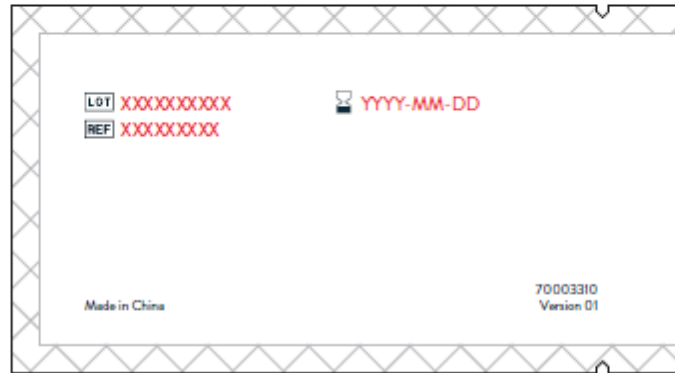 LOT XXXXXXXXXX
YYYY-MM-DD
REF XXXXXXXXX
70003310
Made in China
Version 01